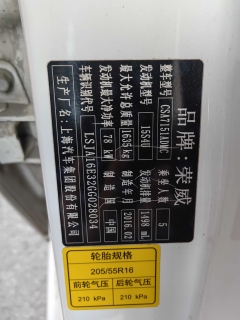 品牌:荣威
整车型号 CSA7151ADMC 乘坐人数 5
发动机型号 15S4U 发动机排量 1498 ml
最大允许总质量 1635kg 制造年月 2016.02
发动机最大净功率 78 kW 制造国 中国
车辆识别代号 LSJA16E32GG028034
生产厂名:上海汽车集团股份有限公司
轮胎规格
205/55R16
前轮气压 后轮气压
210 kPa 210 kPa